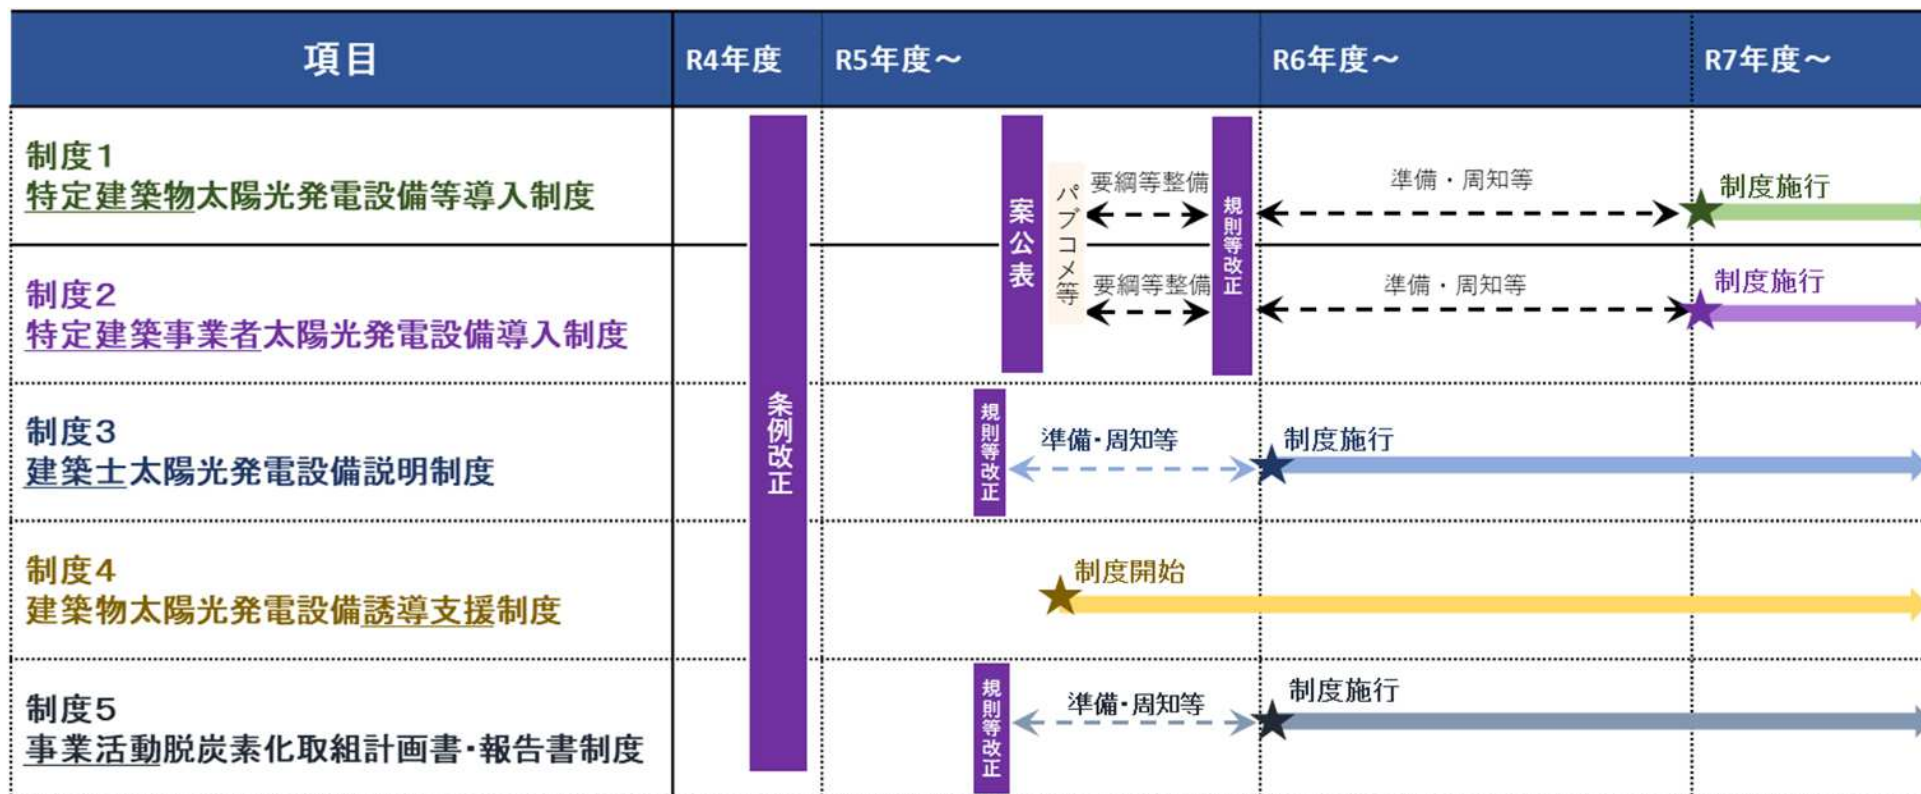 項目
R4年度
R5年度～
R6年度～
R7年度～
制度1
特定建築物太陽光発電設備等導入制度
条例改正
案公表
パブコメ等
要綱等整備
規則等改正
準備・周知等
制度施行
制度2
特定建築事業者太陽光発電設備導入制度
要綱等整備
準備・周知等
制度施行
制度3
建築士太陽光発電設備説明制度
規則等改正
準備・周知等
制度施行
制度4
建築物太陽光発電設備誘導支援制度
制度開始
制度5
事業活動脱炭素化取組計画書・報告書制度
規則等改正
準備・周知等
制度施行